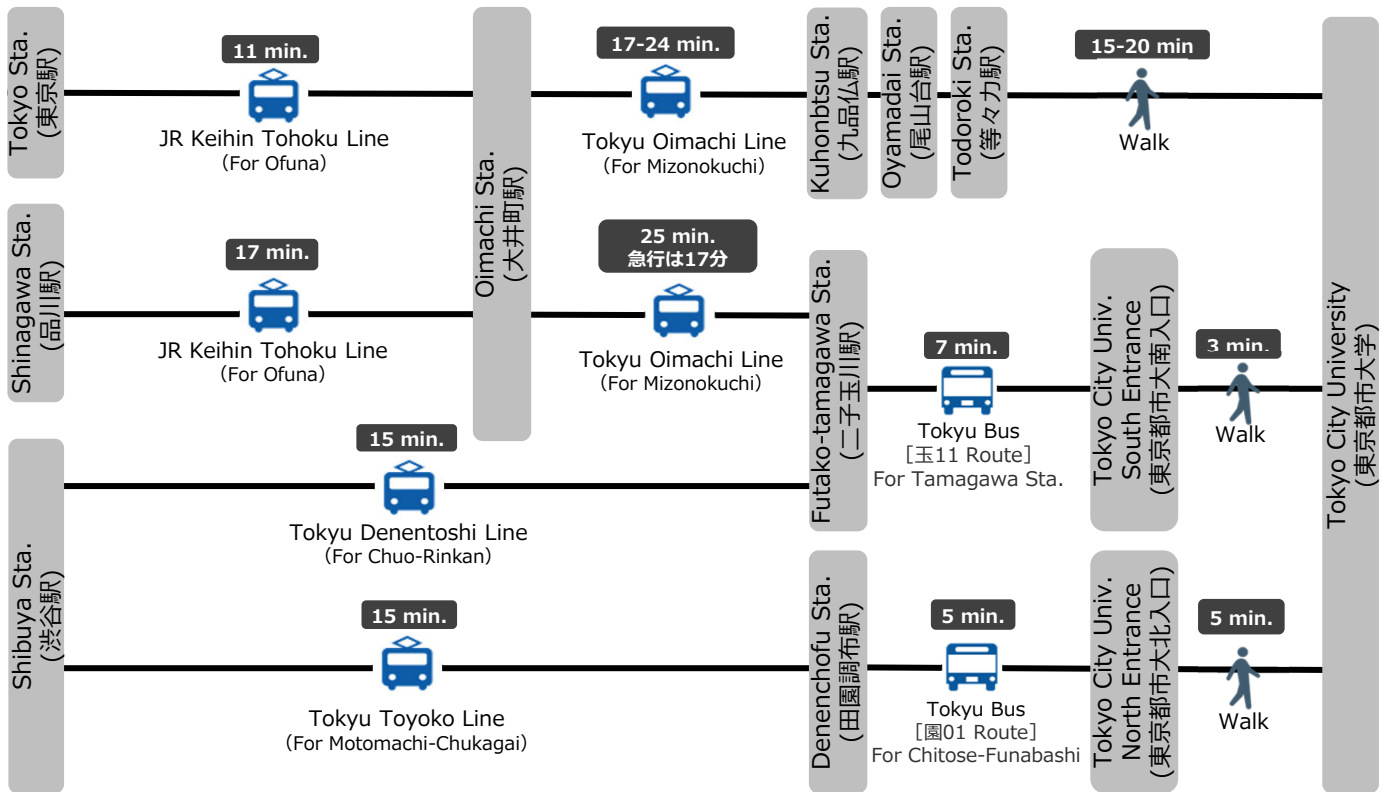 Tokyo Sta.
(東京駅)
11 min.
JR Keihin Tohoku Line
(For Ofuna)
Oimachi Sta.
(大井町駅)
17-24 min.
Tokyu Oimachi Line
(For Mizonokuchi)
Kuhonbtsu Sta.
(九品仏駅)
Oyamadai Sta.
(尾山台駅)
Todoroki Sta.
(等々力駅)
15-20 min
Walk
Shinagawa Sta.
(品川駅)
17 min.
JR Keihin Tohoku Line
(For Ofuna)
25 min.
急行は17分
Tokyu Oimachi Line
(For Mizonokuchi)
Futako-tamagawa Sta.
(二子玉川駅)
7 min.
Tokyu Bus
［玉11 Route］
For Tamagawa Sta.
Tokyo City Univ.
South Entrance
(東京都市大南入口)
3 min.
Walk
Tokyo City University
(東京都市大学)
Shibuya Sta.
(渋谷駅)
15 min.
Tokyu Denentoshi Line
(For Chuo-Rinkan)
15 min.
Tokyu Toyoko Line
(For Motomachi-Chukagai)
Denenchofu Sta.
(田園調布駅)
5 min.
Tokyu Bus
［園01 Route］
For Chitose-Funabashi
Tokyo City Univ.
North Entrance
(東京都市大北入口)
5 min.
Walk